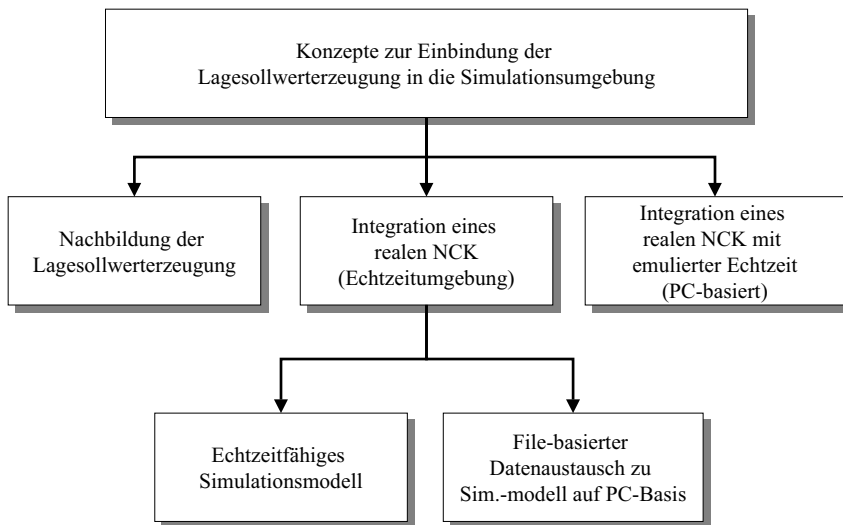 Konzepte zur Einbindung der
Lagesollwerterzeugung in die Simulationsumgebung
Nachbildung der
Lagesollwerterzeugung
Integration eines
realen NCK
(Echtzeitumgebung)
Integration eines
realen NCK mit
emulierter Echtzeit
(PC-basiert)
Echtzeitfähiges
Simulationsmodell
File-basierter
Datenaustausch zu
Sim.-modell auf PC-Basis